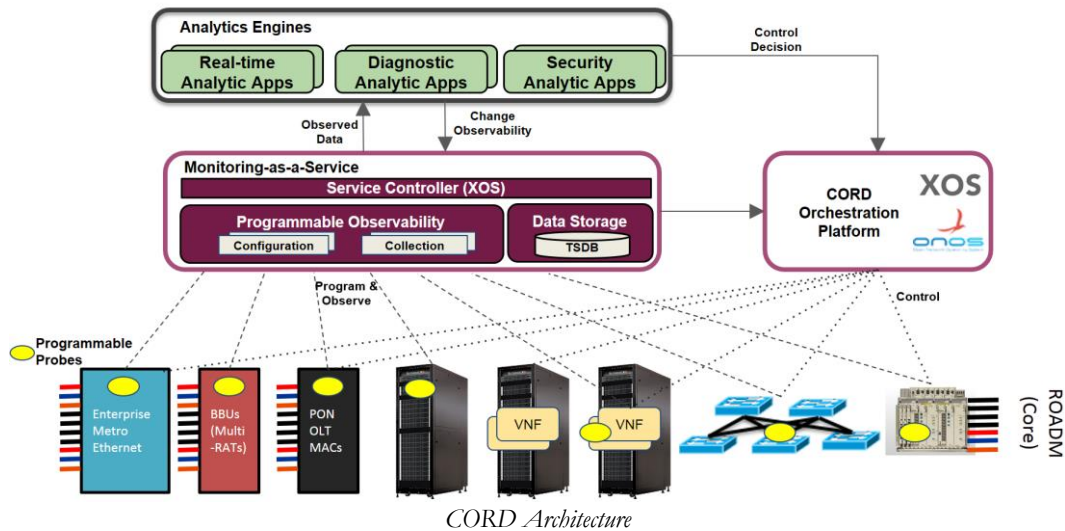 Analytics Engines
Real-time
Analytic Apps
Diagnostic
Analytic Apps
Security
Analytic Apps
Control
Decision
Observed
Data
Change
Observability
Monitoring-as-a-Service
Service Controller (XOS)
Programmable Observability
Configuration
Collection
Data Storage
TSDB
CORD
Orchestration
Platform
XOS
onos
Program &
Observe
Control
Programmable
Probes
Enterprise
Metro
Ethernet
BBUs
(Multi
-RATs)
PON
OLT
MACs
VNF
VNF
ROADM
(Core)
CORD Architecture